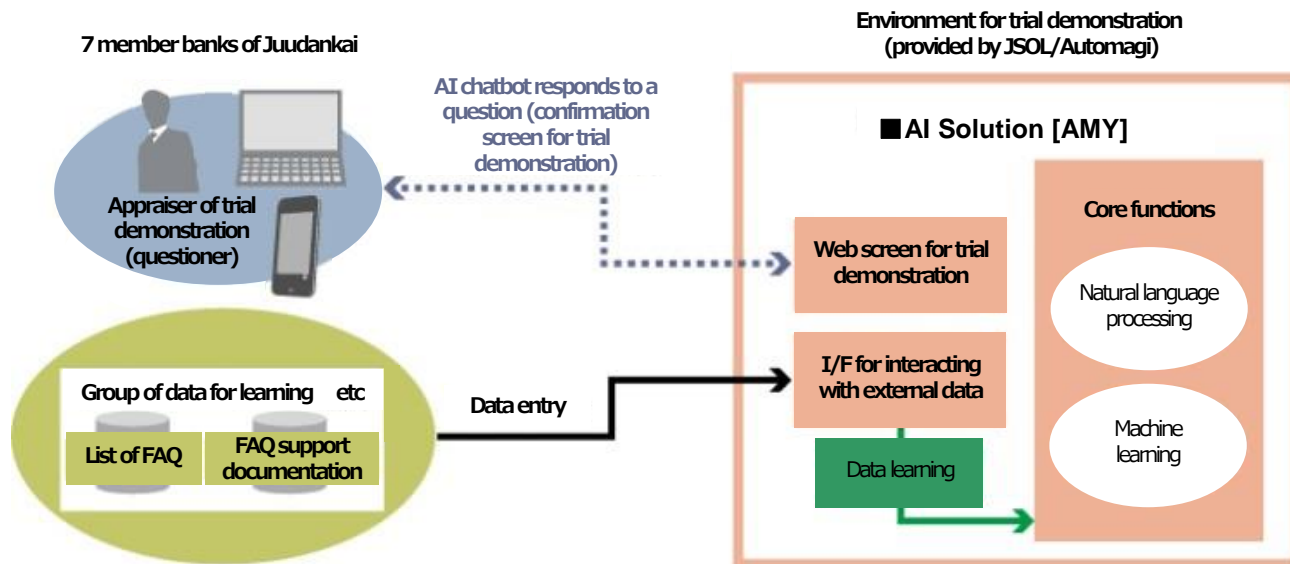 7 member banks of Juudankai
Environment for trial demonstration
(provided by JSOL/Automagi)
AI chatbot responds to a
question (confirmation
screen for trial
demonstration)
■AI Solution [AMY]
Appraiser of trial
demonstration
(questioner)
Web screen for trial
demonstration
Core functions
Natural language
processing
Group of data for learning etc
List of FAQ
FAQ support
documentation
Data entry
I/F for interacting
with external data
Data learning
Machine
learning